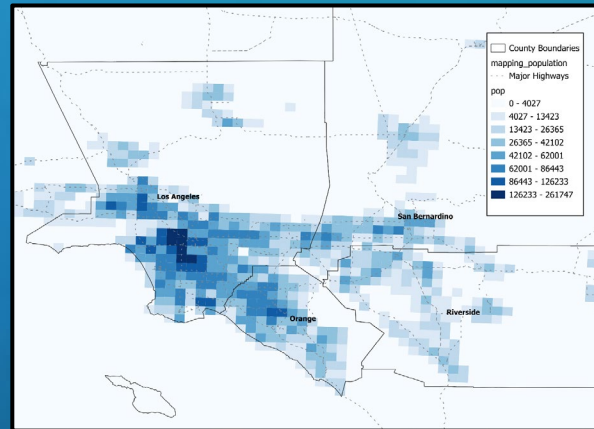 County Boundaries
mapping_population
Major Highways
pop
0 - 4027
4027 - 13423
13423 - 26365
26365 - 42102
42102 - 62001
62001 - 86443
86443 - 126233
126233 - 261747
Los Angeles
San Bernardino
Riverside
Orange